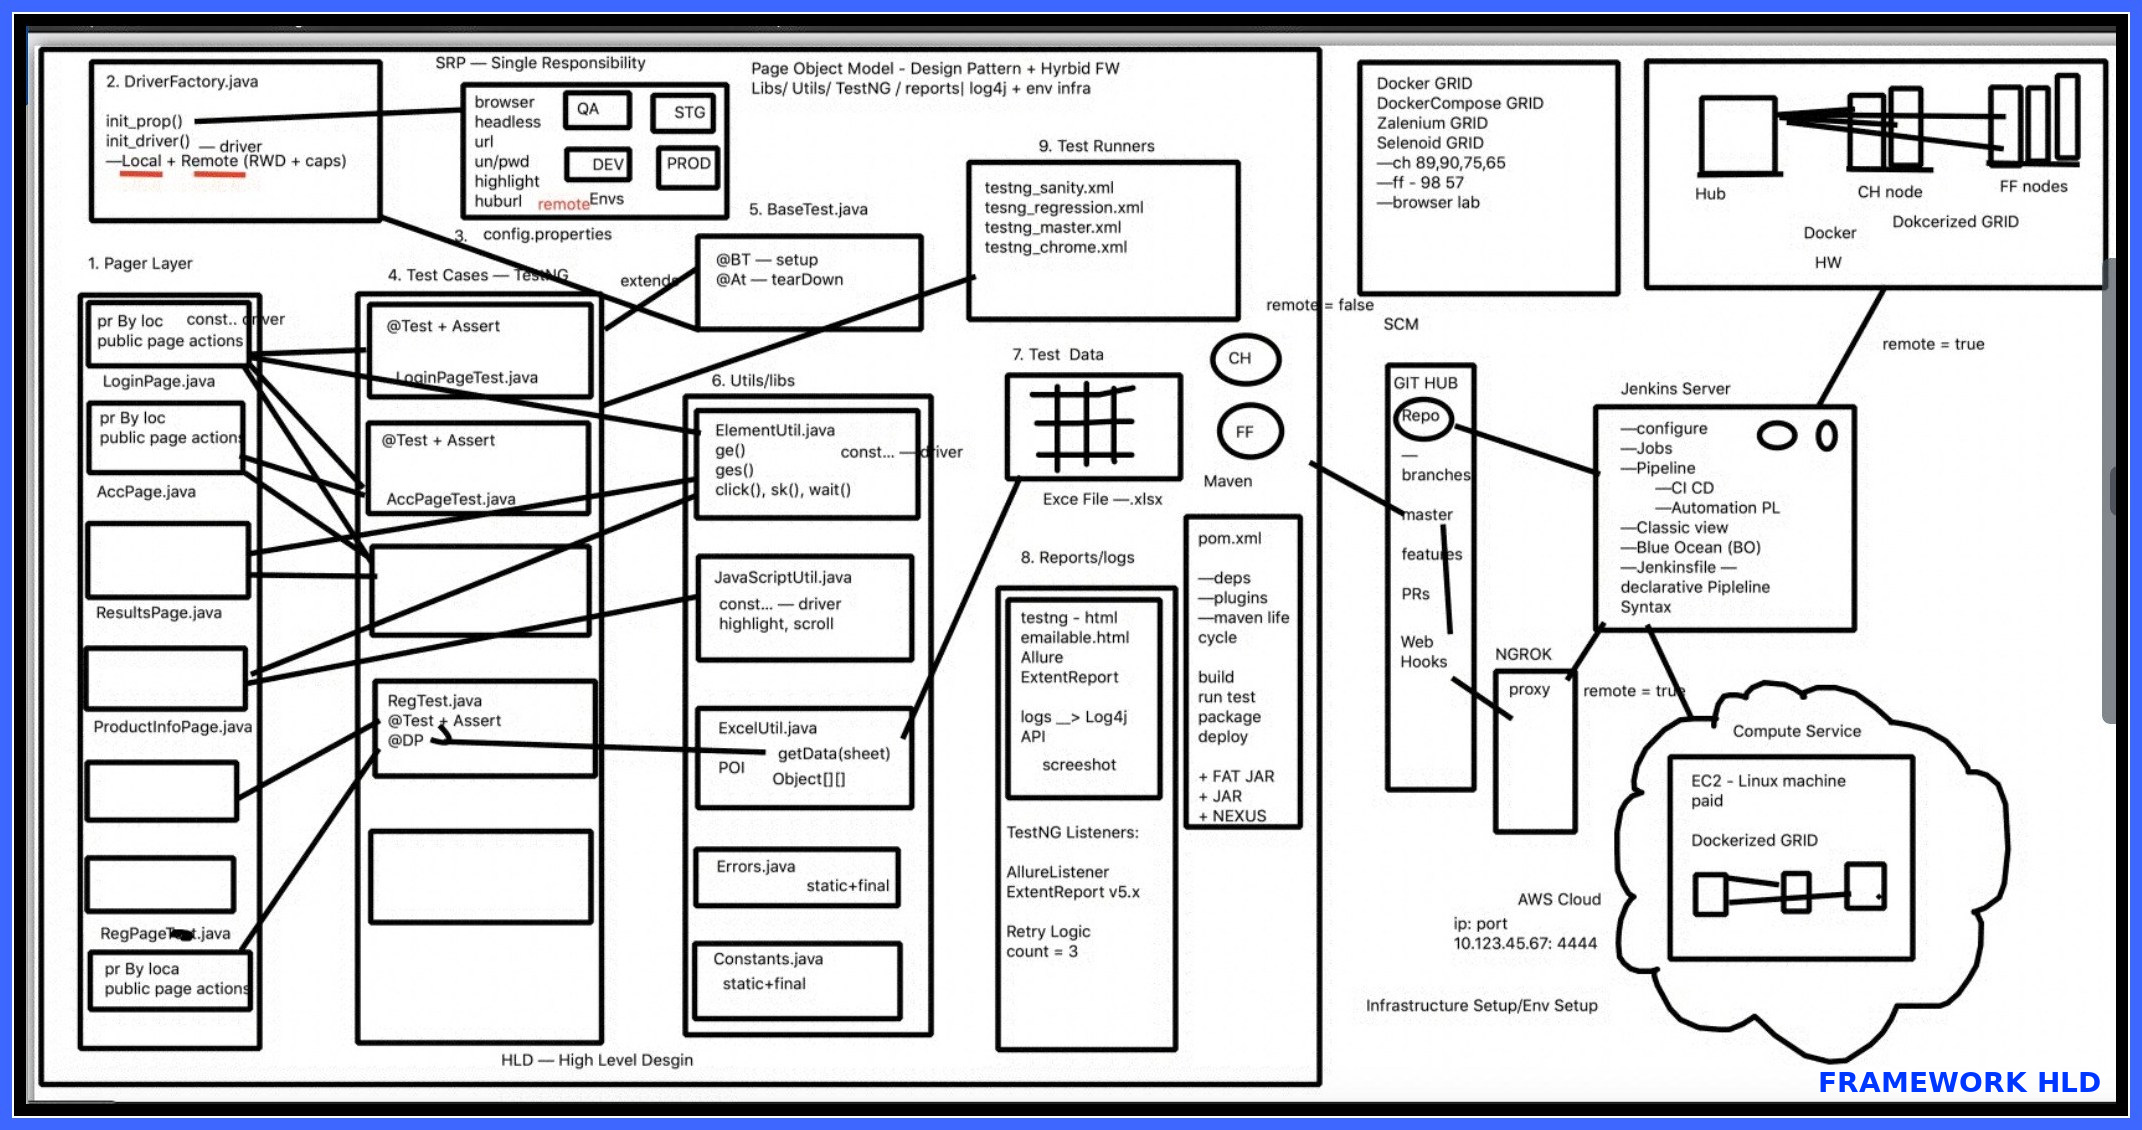 2. DriverFactory.java
init_prop()
init_driver() — driver
—Local + Remote (RWD + caps)
SRP — Single Responsibility
browser
headless
url
un/pwd
highlight
huburl
remote
QA
STG
DEV
PROD
Envs
3. config.properties
Page Object Model - Design Pattern + Hyrbid FW
Libs/ Utils/ TestNG / reports| log4j + env infra
5. BaseTest.java
@BT — setup
@At — tearDown
extends
9. Test Runners
testng_sanity.xml
tesng_regression.xml
testng_master.xml
testng_chrome.xml
1. Pager Layer
pr By loc
const.. driver
public page actions
LoginPage.java
pr By loc
public page actions
AccPage.java
ResultsPage.java
ProductInfoPage.java
RegPageTest.java
pr By loca
public page actions
4. Test Cases — TestNG
@Test + Assert
LoginPageTest.java
@Test + Assert
AccPageTest.java
RegTest.java
@Test + Assert
@DP
6. Utils/libs
ElementUtil.java
ge()
const... — driver
ges()
click(), sk(), wait()
JavaScriptUtil.java
const... — driver
highlight, scroll
ExcelUtil.java
getData(sheet)
POI
Object[][]
Errors.java
static+final
Constants.java
static+final
7. Test Data
Exce File —.xlsx
8. Reports/logs
testng - html
emailable.html
Allure
ExtentReport
logs __> Log4j
API
screeshot
TestNG Listeners:
AllureListener
ExtentReport v5.x
Retry Logic
count = 3
remote = false
CH
FF
Maven
pom.xml
—deps
—plugins
—maven life
cycle
build
run test
package
deploy
+ FAT JAR
+ JAR
+ NEXUS
HLD — High Level Desgin
Docker GRID
DockerCompose GRID
Zalenium GRID
Selenoid GRID
—ch 89,90,75,65
—ff - 98 57
—browser lab
Hub
CH node
FF nodes
Dokcerized GRID
Docker
HW
remote = true
SCM
GIT HUB
Repo
—
branches
master
features
PRs
Web
Hooks
Jenkins Server
—configure
—Jobs
—Pipeline
—CI CD
—Automation PL
—Classic view
—Blue Ocean (BO)
—Jenkinsfile —
declarative Pipleline
Syntax
NGROK
proxy
remote = true
Compute Service
EC2 - Linux machine
paid
Dockerized GRID
AWS Cloud
ip: port
10.123.45.67: 4444
Infrastructure Setup/Env Setup
FRAMEWORK HLD